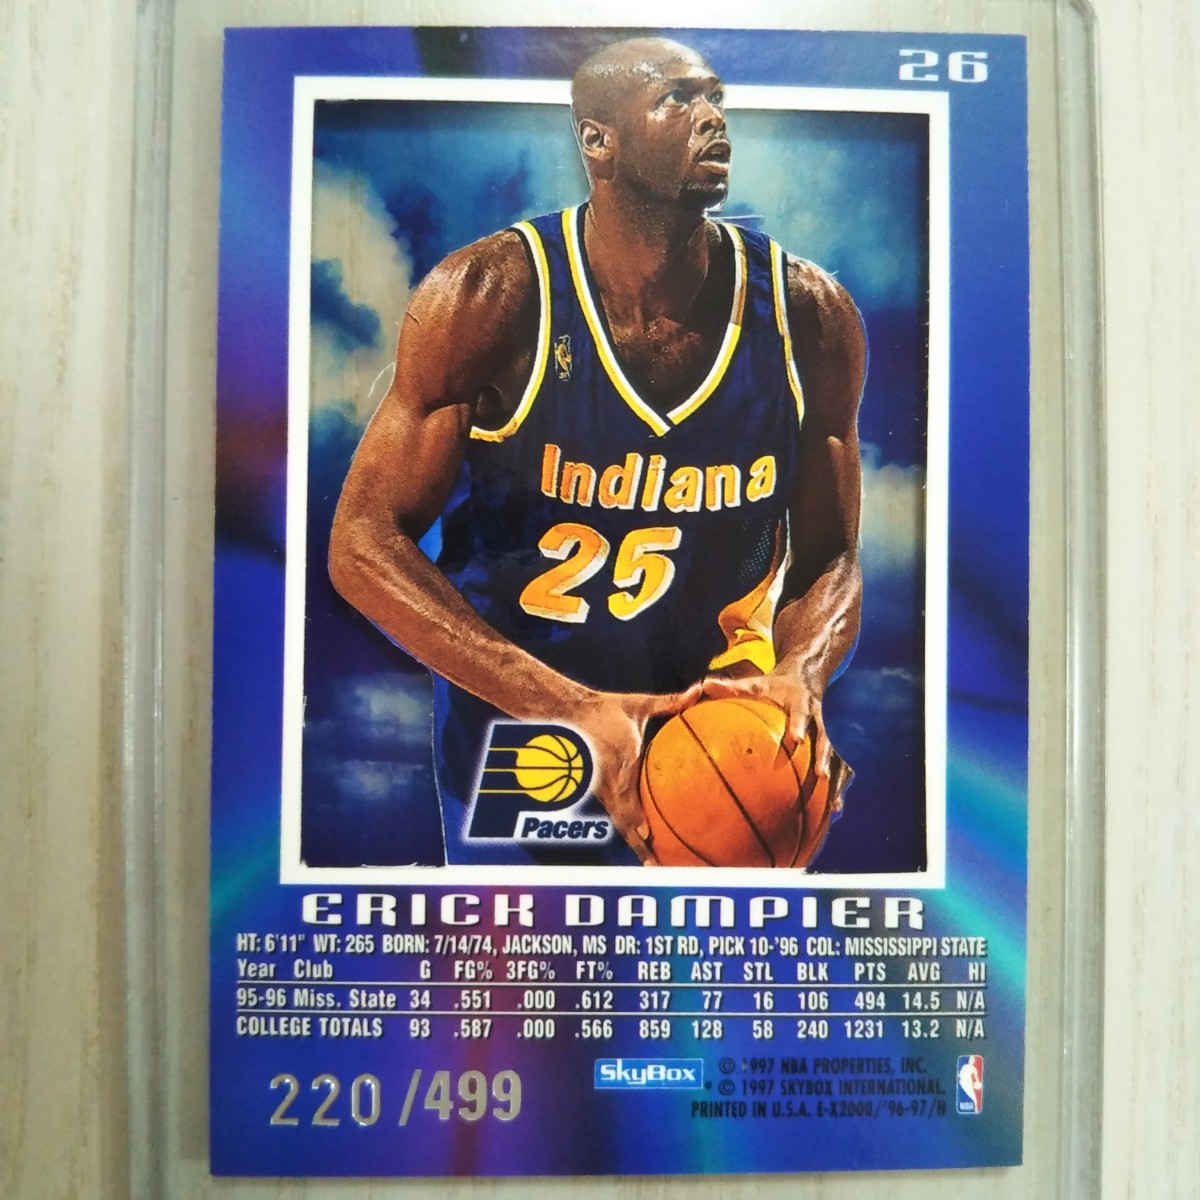 26
Indiana
25
Pacers
ERICK DAMPIER
HT: 6'11" WT: 265 BORN: 7/14/74, JACKSON, MS DR: 1ST RD, PICK 10-'96 COL: MISSISSIPPI STATE
Year Club G FG% 3FG% FT% REB AST STL BLK PTS AVG HI
95-96 Miss. State 34 .551 .000 .612 317 77 16 106 494 14.5 N/A
COLLEGE TOTALS 93 .587 .000 .566 859 128 58 240 1231 13.2 N/A
SkyBox
© 1997 NBA PROPERTIES, INC.
© 1997 SKYBOX INTERNATIONAL.
PRINTED IN U.S.A. E-X2000/'96-97/H
NBA
220 /499